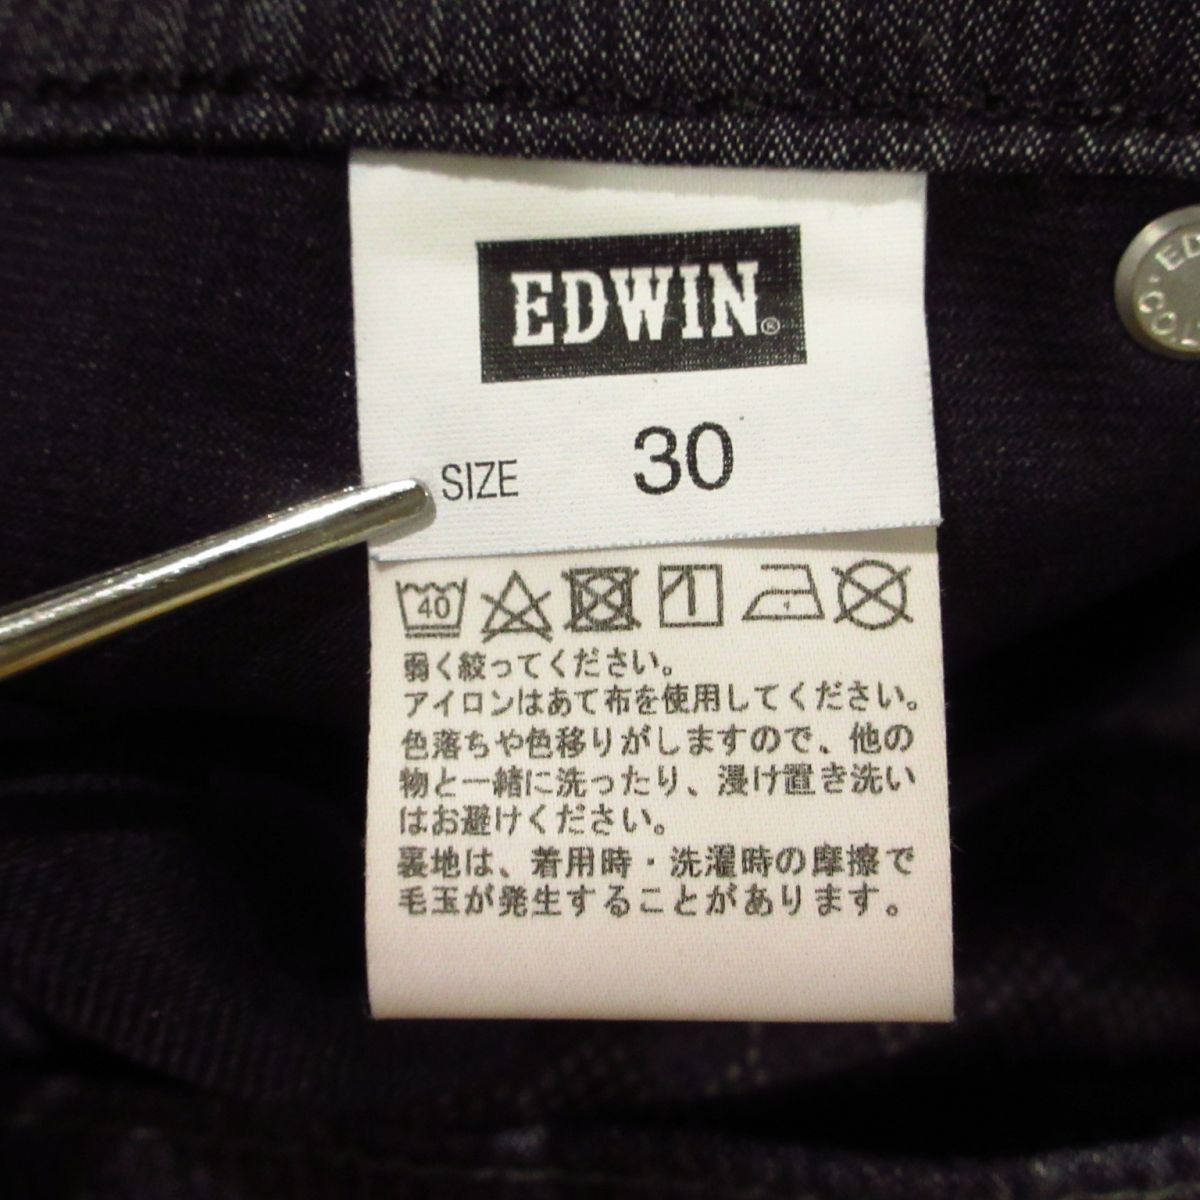 EDWIN®
SIZE 30
40
弱く絞ってください。
アイロンはあて布を使用してください。
色落ちや色移りがしますので、他の
物と一緒に洗ったり、浸け置き洗い
はお避けください。
裏地は、着用時・洗濯時の摩擦で
毛玉が発生することがあります。